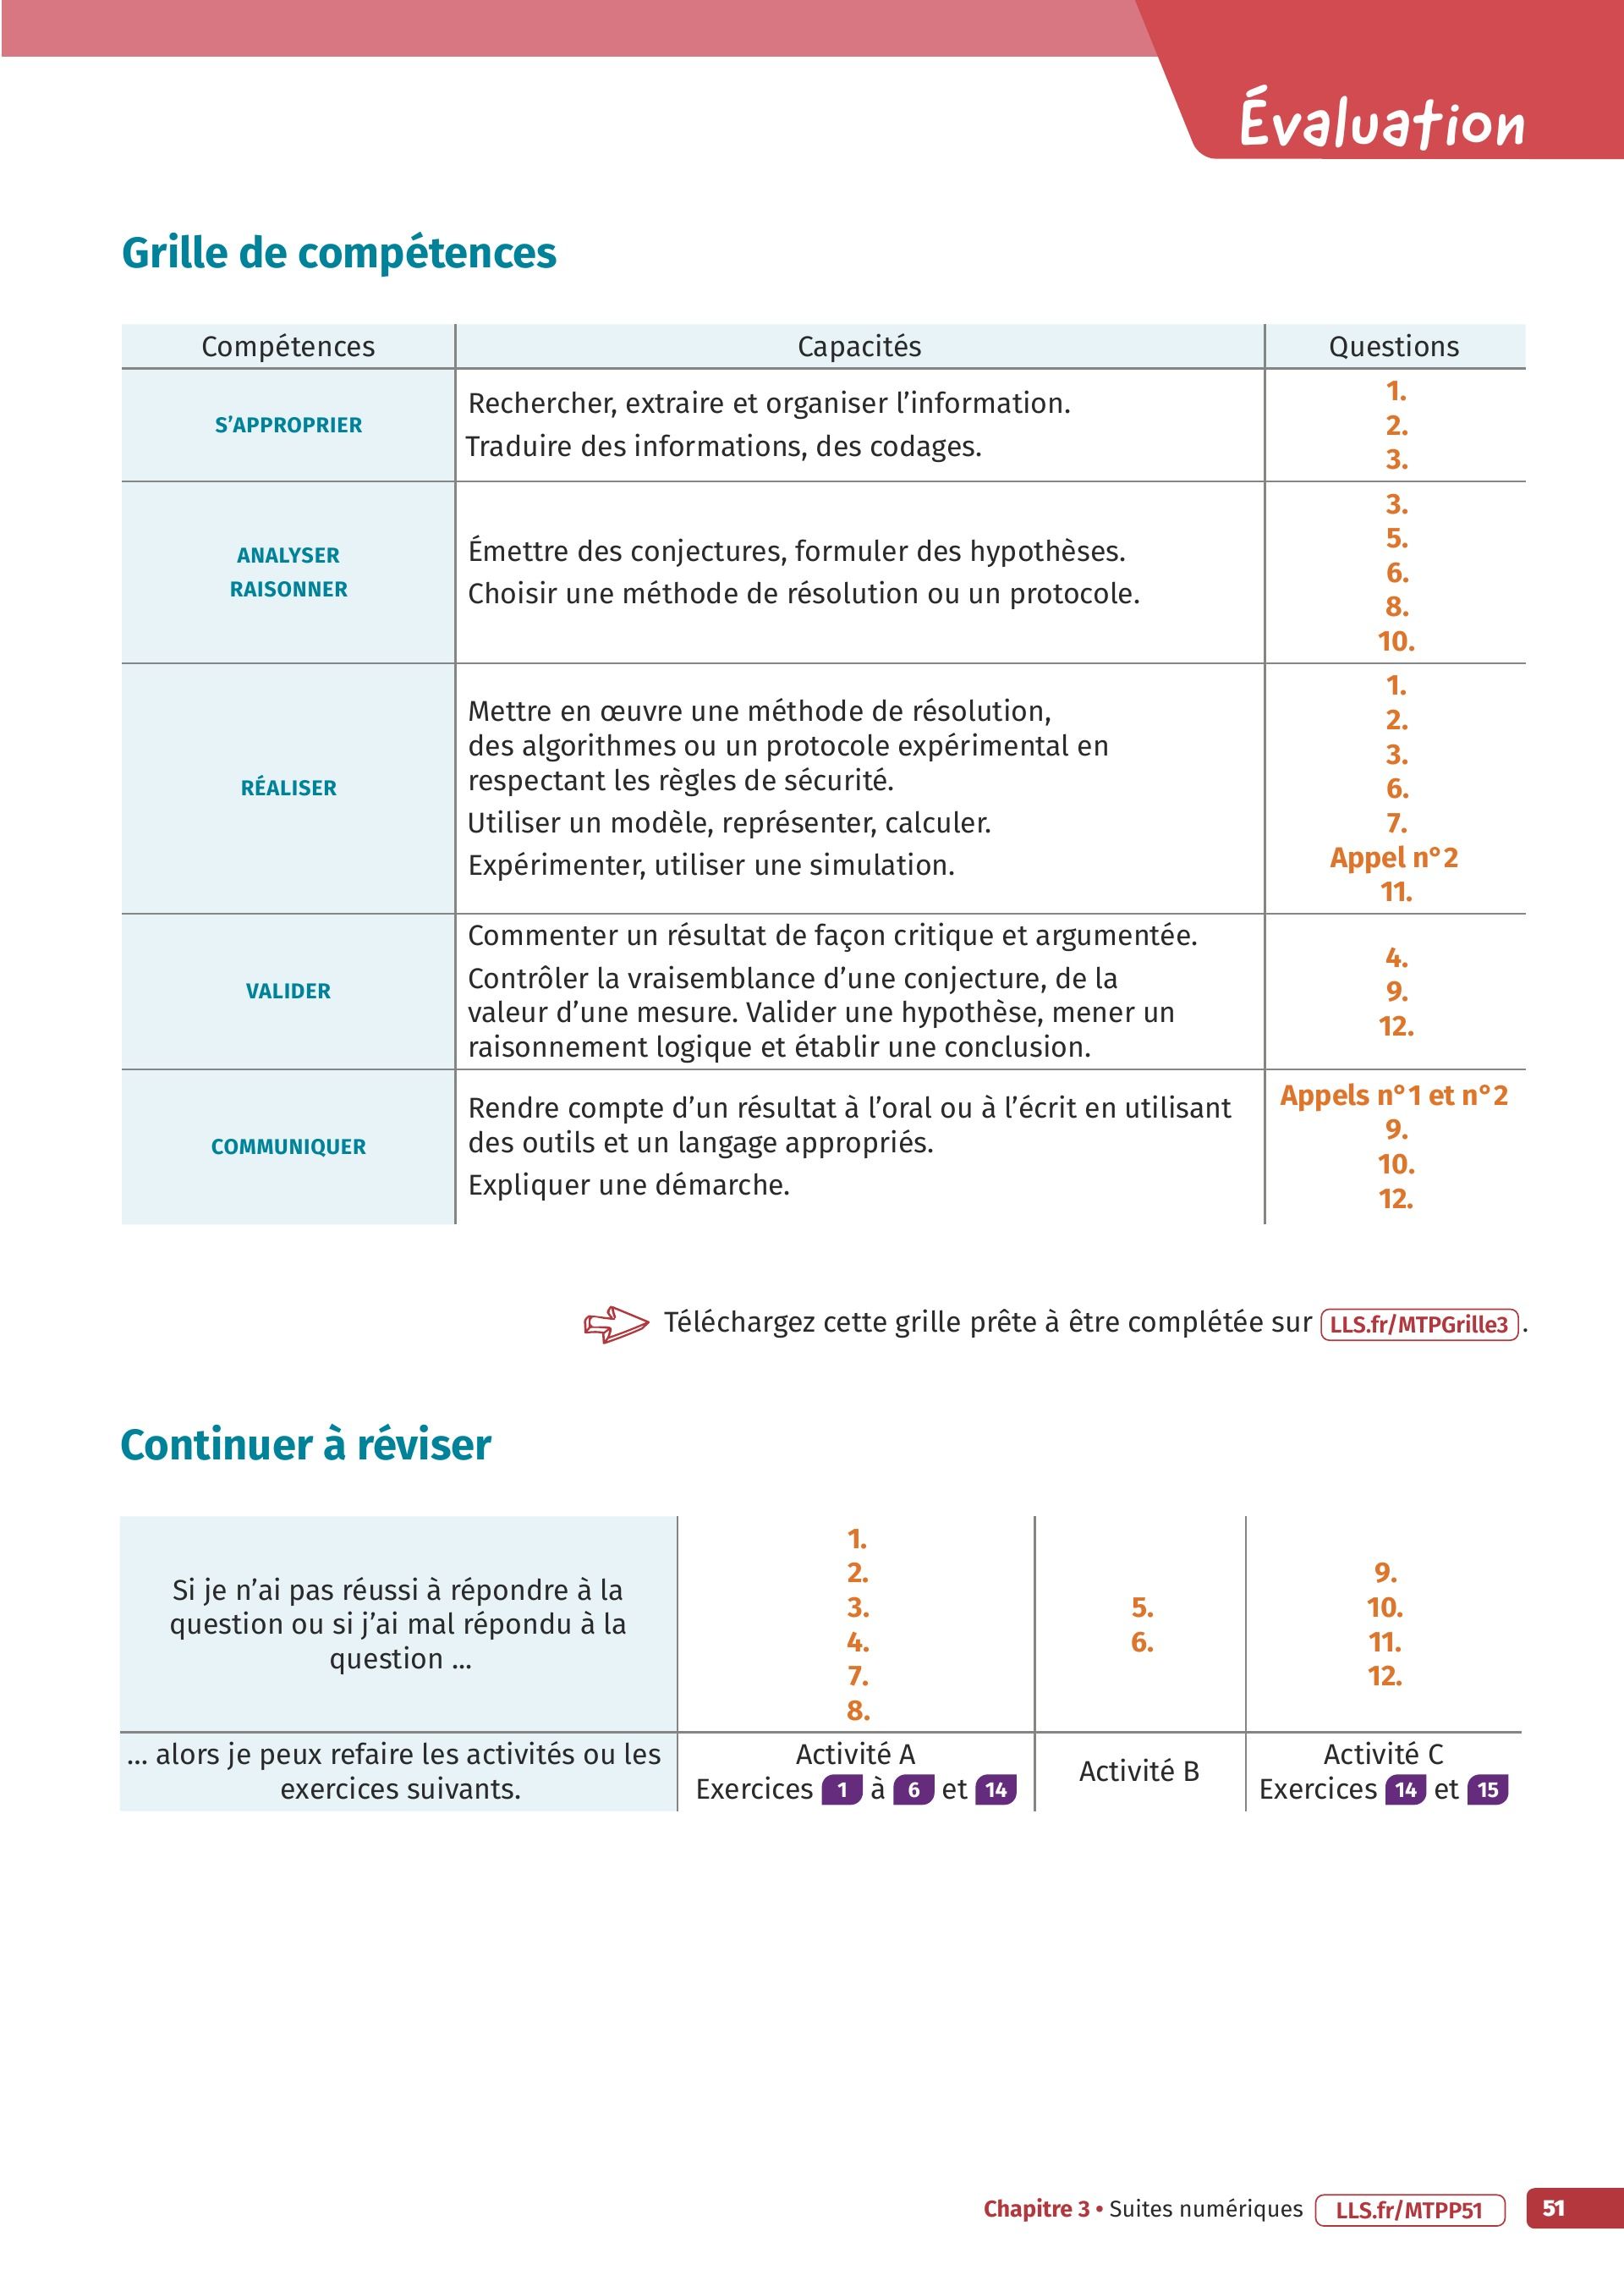 Évaluation
Grille de compétences
Compétences Capacités Questions
S'APPROPRIER
Rechercher, extraire et organiser l'information.
Traduire des informations, des codages.
1.
2.
3.
ANALYSER
RAISONNER
Émettre des conjectures, formuler des hypothèses.
Choisir une méthode de résolution ou un protocole.
3.
5.
6.
8.
10.
RÉALISER
Mettre en œuvre une méthode de résolution,
des algorithmes ou un protocole expérimental en
respectant les règles de sécurité.
Utiliser un modèle, représenter, calculer.
Expérimenter, utiliser une simulation.
1.
2.
3.
6.
7.
Appel n°2
11.
VALIDER
Commenter un résultat de façon critique et argumentée.
Contrôler la vraisemblance d'une conjecture, de la
valeur d'une mesure. Valider une hypothèse, mener un
raisonnement logique et établir une conclusion.
4.
9.
12.
COMMUNIQUER
Rendre compte d'un résultat à l'oral ou à l'écrit en utilisant
des outils et un langage appropriés.
Expliquer une démarche.
Appels n°1 et n°2
9.
10.
12.
Téléchargez cette grille prête à être complétée sur LLS.fr/MTPGrille3.
Continuer à réviser
Si je n'ai pas réussi à répondre à la
question ou si j'ai mal répondu à la
question ...
1.
2.
3.
4.
7.
8.
5.
6.
9.
10.
11.
12.
... alors je peux refaire les activités ou les
exercices suivants.
Activité A
Exercices 1 à 6 et 14
Activité B
Activité C
Exercices 14 et 15
Chapitre 3 • Suites numériques LLS.fr/MTPP51 51